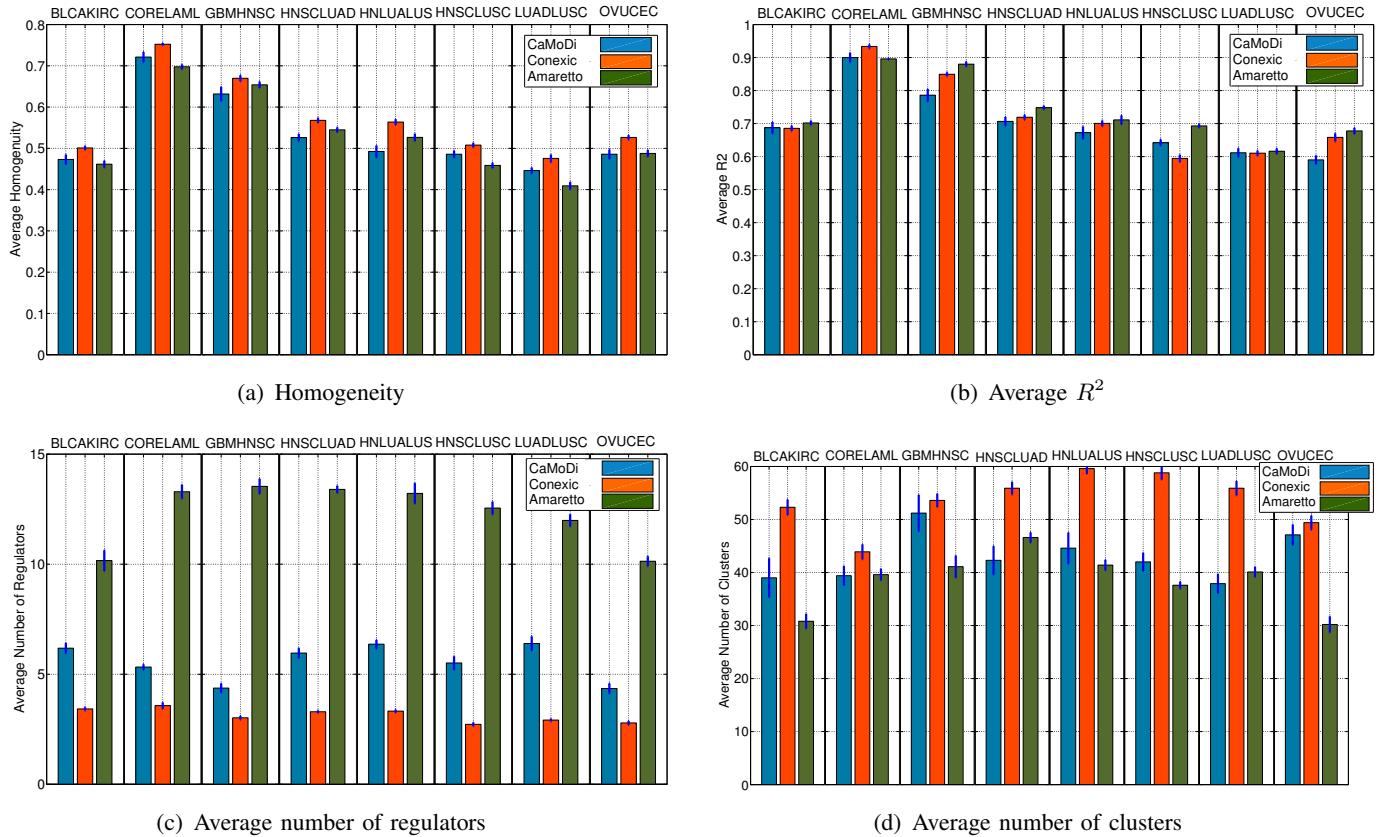 BLCAKIRC CORELAML GBMHNSC HNSCLUAD HNLUALUS HNSCLUSC LUADLUSC OVUCEC
CaMoDi
Conexic
Amaretto
Average Homogenuity
0.8
0.7
0.6
0.5
0.4
0.3
0.2
0.1
0
(a) Homogeneity
BLCAKIRC CORELAML GBMHNSC HNSCLUAD HNLUALUS HNSCLUSC LUADLUSC OVUCEC
CaMoDi
Conexic
Amaretto
Average R2
1
0.9
0.8
0.7
0.6
0.5
0.4
0.3
0.2
0.1
0
(b) Average R²
BLCAKIRC CORELAML GBMHNSC HNSCLUAD HNLUALUS HNSCLUSC LUADLUSC OVUCEC
CaMoDi
Conexic
Amaretto
Average Number of Regulators
15
10
5
0
(c) Average number of regulators
BLCAKIRC CORELAML GBMHNSC HNSCLUAD HNLUALUS HNSCLUSC LUADLUSC OVUCEC
CaMoDi
Conexic
Amaretto
Average Number of Clusters
60
50
40
30
20
10
0
(d) Average number of clusters